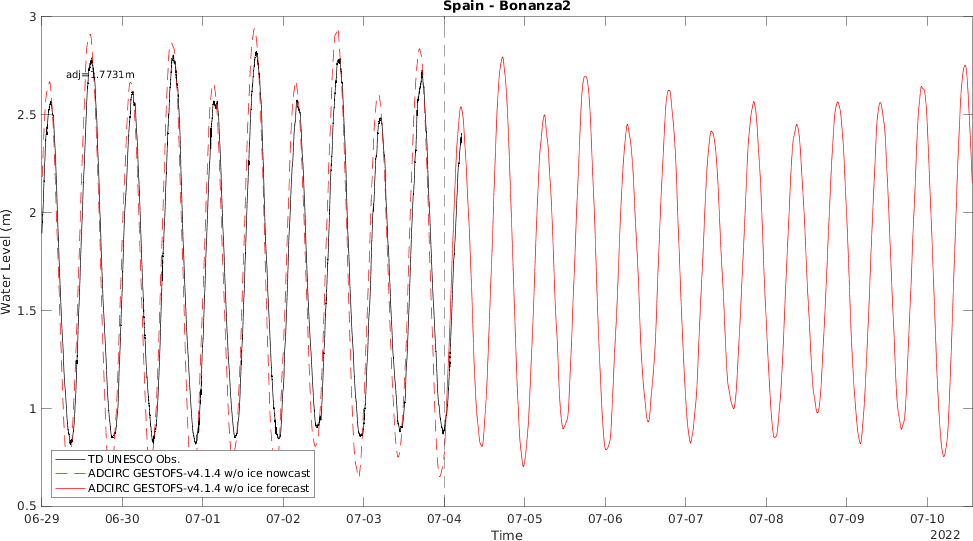 Spain - Bonanza2
adj=1.7731m
Water Level (m)
3
2.5
2
1.5
1
0.5
TD UNESCO Obs.
ADCIRC GESTOFS-v4.1.4 w/o ice nowcast
ADCIRC GESTOFS-v4.1.4 w/o ice forecast
06-29 06-30 07-01 07-02 07-03 07-04 07-05 07-06 07-07 07-08 07-09 07-10
Time
2022